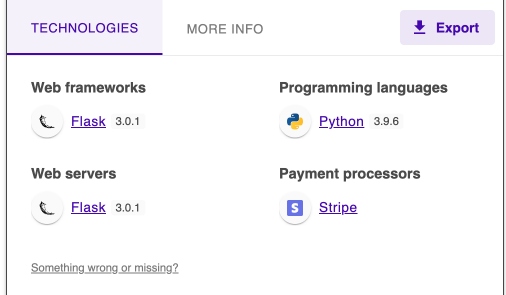 TECHNOLOGIES
MORE INFO
Export
Web frameworks
Flask 3.0.1
Programming languages
Python 3.9.6
Web servers
Flask 3.0.1
Payment processors
S Stripe
Something wrong or missing?